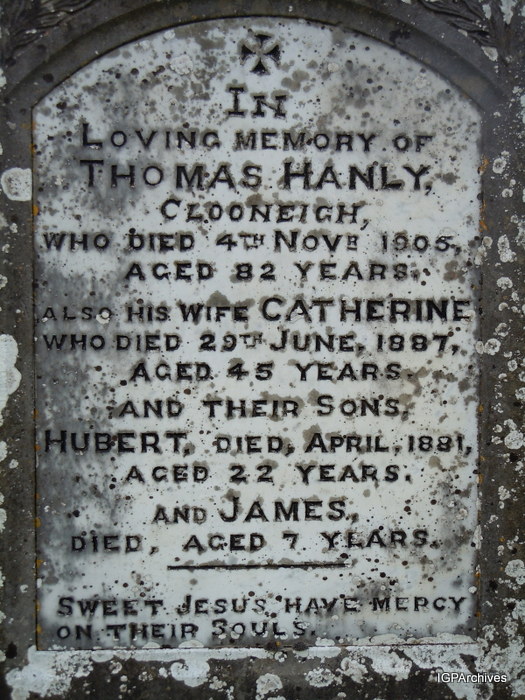 IN
LOVING MEMORY OF
THOMAS HANLY,
CLOONEIGH,
WHO DIED 4TH NOVR 1905,
AGED 82 YEARS.
ALSO HIS WIFE CATHERINE
WHO DIED 29TH JUNE, 1887,
AGED 45 YEARS.
AND THEIR SONS,
HUBERT, DIED, APRIL, 1881,
AGED 22 YEARS.
AND JAMES,
DIED, AGED 7 YEARS.
SWEET JESUS, HAVE MERCY
ON THEIR SOULS.
IGPArchives